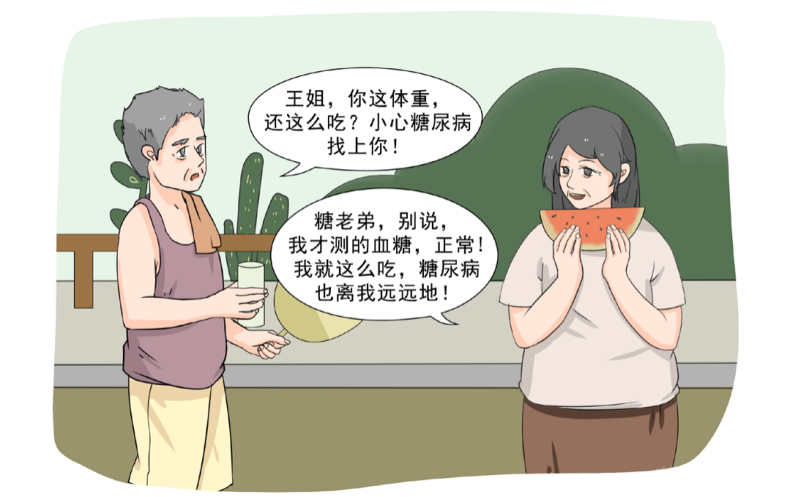 王姐，你这体重，
还这么吃？小心糖尿病
找上你！
糖老弟，别说，
我才测的血糖，正常！
我就这么吃，糖尿病
也离我远远地！